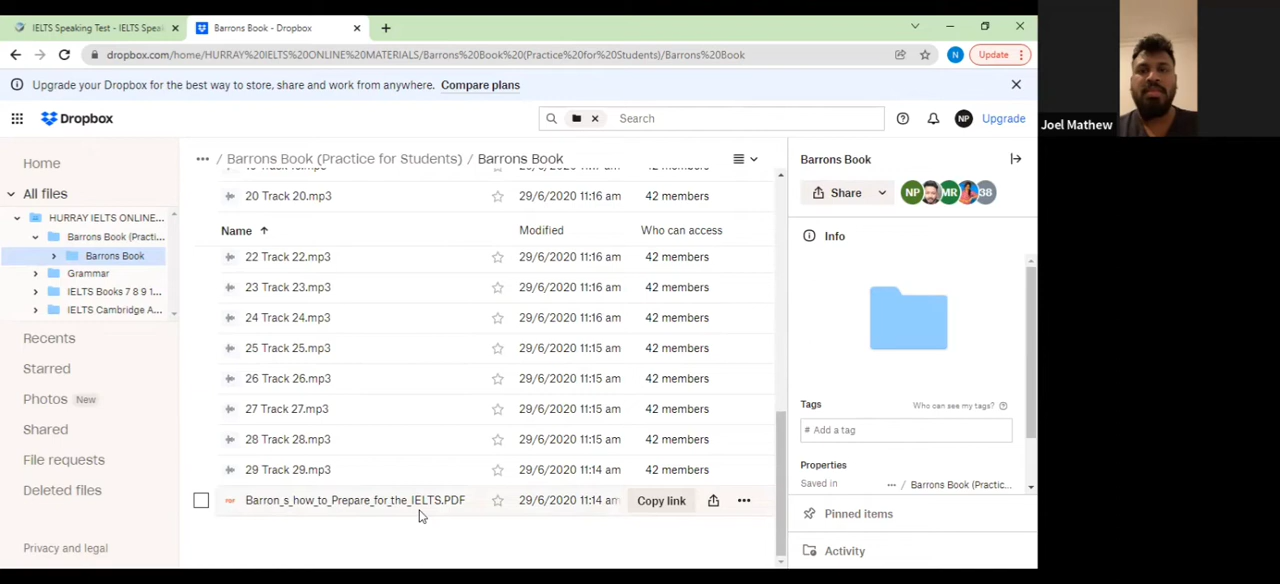 IELTS Speaking Test - IELTS Speal
Barrons Book - Dropbox
dropbox.com/home/HURRAY%20IELTS%20ONLINE%20MATERIALS/Barrons%20Book%20(Practice%20for%20Students)/Barrons%20Book
N
Update
Upgrade your Dropbox for the best way to store, share and work from anywhere. Compare plans
Joel Mathew
Dropbox
Search
NP
Upgrade
Home
... / Barrons Book (Practice for Students) / Barrons Book
Barrons Book
All files
20 Track 20.mp3 29/6/2020 11:16 am 42 members
Share
NP MR 38
HURRAY IELTS ONLINE...
Barrons Book (Practi...
Barrons Book
Grammar
IELTS Books 7 8 9 1...
IELTS Cambridge A...
Name Modified Who can access
Info
22 Track 22.mp3 29/6/2020 11:16 am 42 members
23 Track 23.mp3 29/6/2020 11:16 am 42 members
24 Track 24.mp3 29/6/2020 11:16 am 42 members
25 Track 25.mp3 29/6/2020 11:15 am 42 members
26 Track 26.mp3 29/6/2020 11:15 am 42 members
27 Track 27.mp3 29/6/2020 11:15 am 42 members
28 Track 28.mp3 29/6/2020 11:15 am 42 members
29 Track 29.mp3 29/6/2020 11:14 am 42 members
PDF Barron_s_how_to_Prepare_for_the_IELTS.PDF 29/6/2020 11:14 am Copy link ...
Recents
Starred
Photos New
Shared
File requests
Deleted files
Privacy and legal
Tags Who can see my tags?
# Add a tag
Properties
Saved in ... / Barrons Book (Practic...
Pinned items
Activity